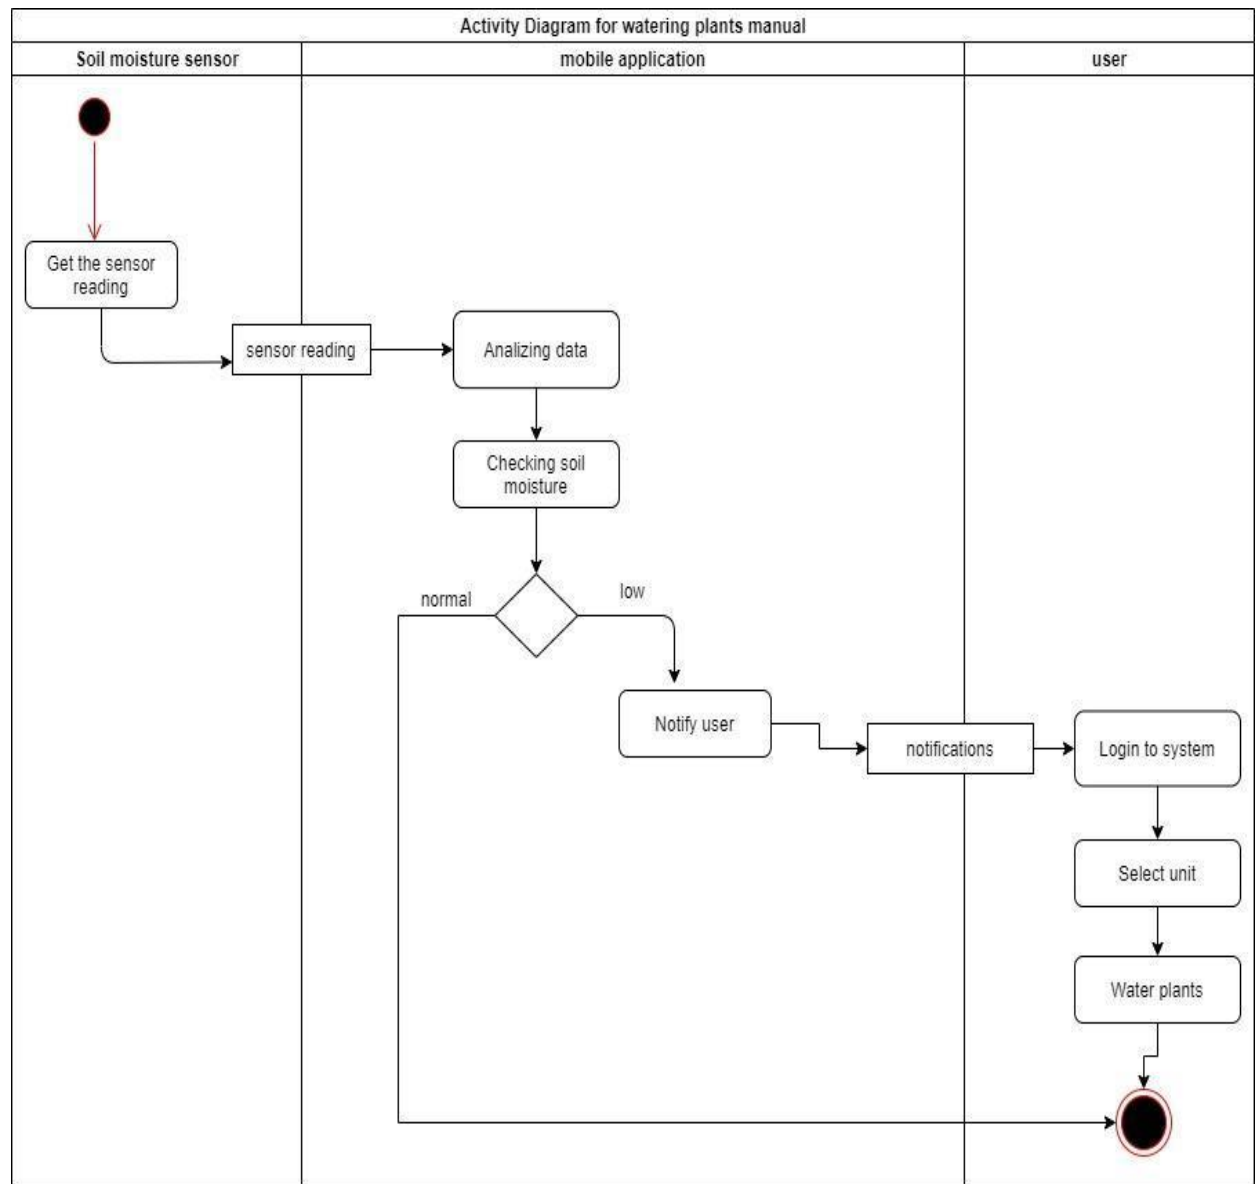 Activity Diagram for watering plants manual
Soil moisture sensor
mobile application
user
Get the sensor
reading
sensor reading
Analizing data
Checking soil
moisture
normal
low
Notify user
notifications
Login to system
Select unit
Water plants